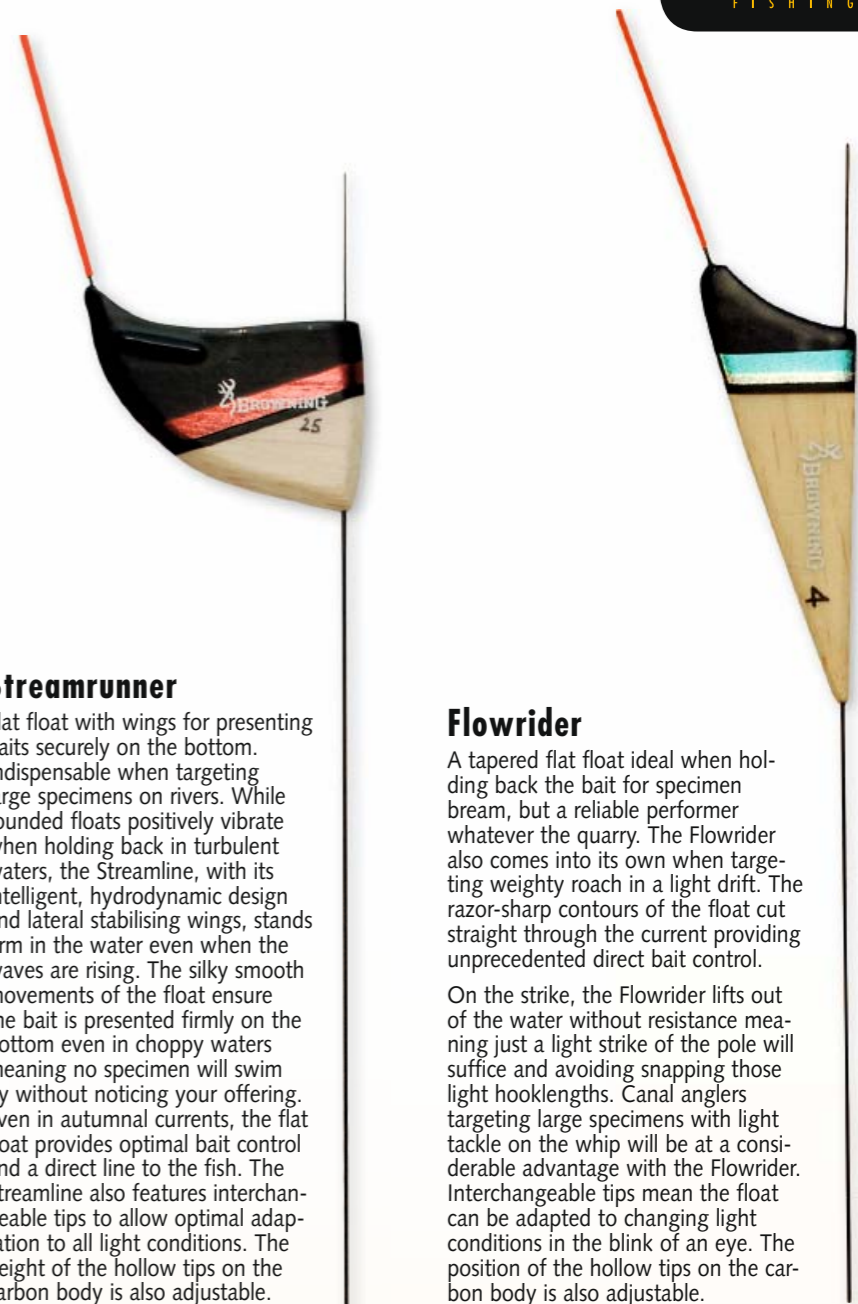 FISHING
BROWNING
25
BROWNING
4
Streamrunner
lat float with wings for presenting
aits securely on the bottom.
ndispensable when targeting
arge specimens on rivers. While
ounded floats positively vibrate
when holding back in turbulent
waters, the Streamline, with its
ntelligent, hydrodynamic design
nd lateral stabilising wings, stands
rm in the water even when the
waves are rising. The silky smooth
movements of the float ensure
he bait is presented firmly on the
ottom even in choppy waters
meaning no specimen will swim
y without noticing your offering.
ven in autumnal currents, the flat
oat provides optimal bait control
nd a direct line to the fish. The
treamline also features interchan-
eable tips to allow optimal adap-
ation to all light conditions. The
eight of the hollow tips on the
arbon body is also adjustable.
Flowrider
A tapered flat float ideal when hol-
ding back the bait for specimen
bream, but a reliable performer
whatever the quarry. The Flowrider
also comes into its own when targe-
ting weighty roach in a light drift. The
razor-sharp contours of the float cut
straight through the current providing
unprecedented direct bait control.
On the strike, the Flowrider lifts out
of the water without resistance mea-
ning just a light strike of the pole will
suffice and avoiding snapping those
light hooklengths. Canal anglers
targeting large specimens with light
tackle on the whip will be at a consi-
derable advantage with the Flowrider.
Interchangeable tips mean the float
can be adapted to changing light
conditions in the blink of an eye. The
position of the hollow tips on the car-
bon body is also adjustable.